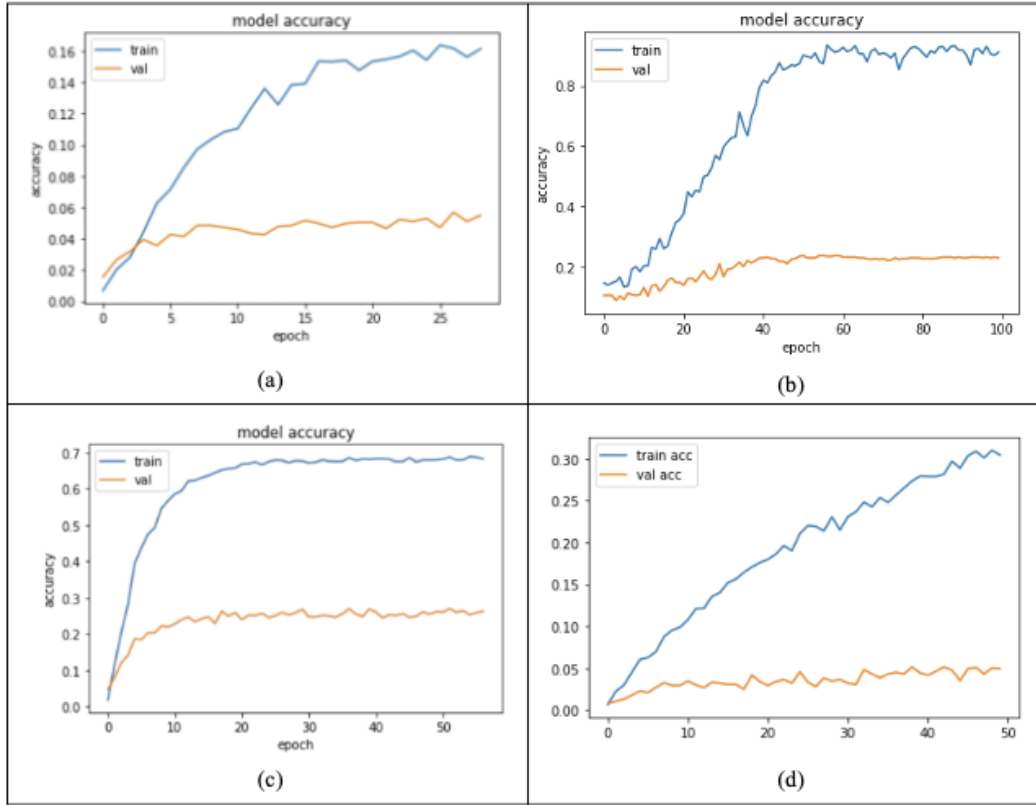 model accuracy
train
val
accuracy
0.16
0.14
0.12
0.10
0.08
0.06
0.04
0.02
0.00
0 5 10 15 20 25
epoch
(a)
model accuracy
train
val
accuracy
0.8
0.6
0.4
0.2
0 20 40 60 80 100
epoch
(b)
model accuracy
train
val
accuracy
0.7
0.6
0.5
0.4
0.3
0.2
0.1
0.0
0 10 20 30 40 50
epoch
(c)
train acc
val acc
0.30
0.25
0.20
0.15
0.10
0.05
0.00
0 10 20 30 40 50
(d)